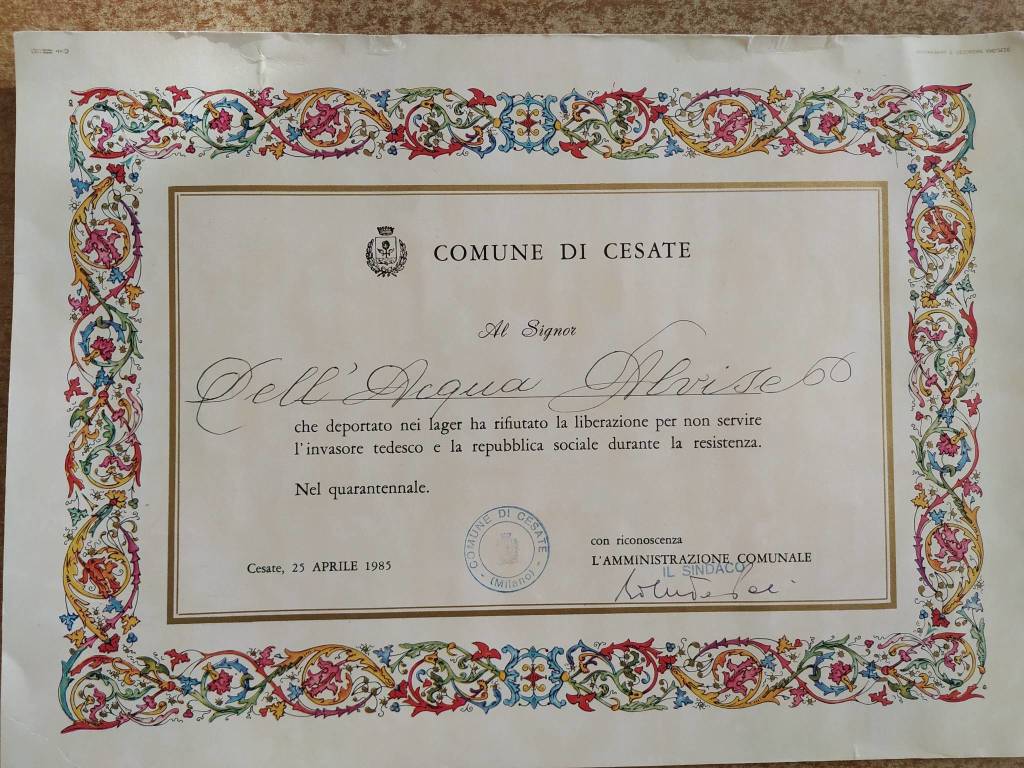 COMUNE DI CESATE
Al Signor
Dell'Acqua Alvise
che deportato nei lager ha rifiutato la liberazione per non servire
l'invasore tedesco e la repubblica sociale durante la resistenza.
Nel quarantennale.
COMUNE DI CESATE
(Milano)
con riconoscenza
Cesate, 25 APRILE 1985
L'AMMINISTRAZIONE COMUNALE
IL SINDACO